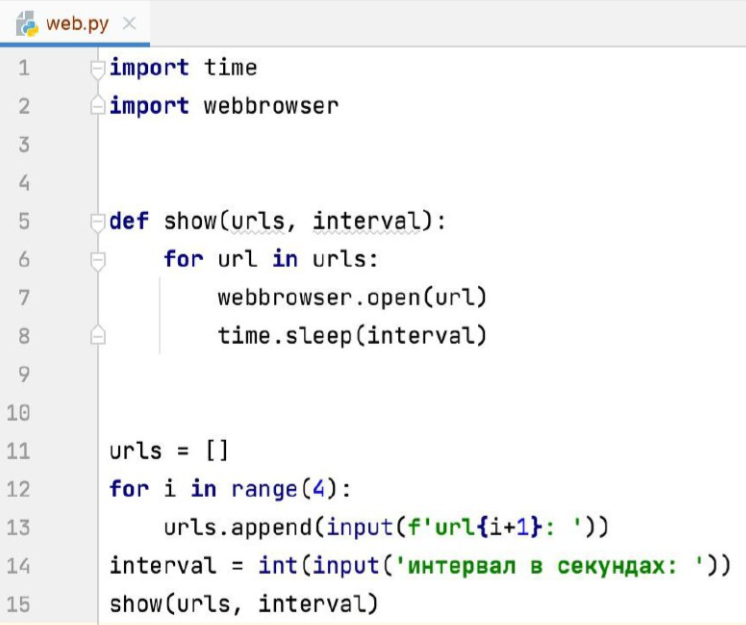 web.py
1 import time
2 import webbrowser
3
4
5 def show(urls, interval):
6     for url in urls:
7         webbrowser.open(url)
8         time.sleep(interval)
9
10
11 urls = []
12 for i in range(4):
13     urls.append(input(f'url{i+1}: '))
14 interval = int(input('интервал в секундах: '))
15 show(urls, interval)